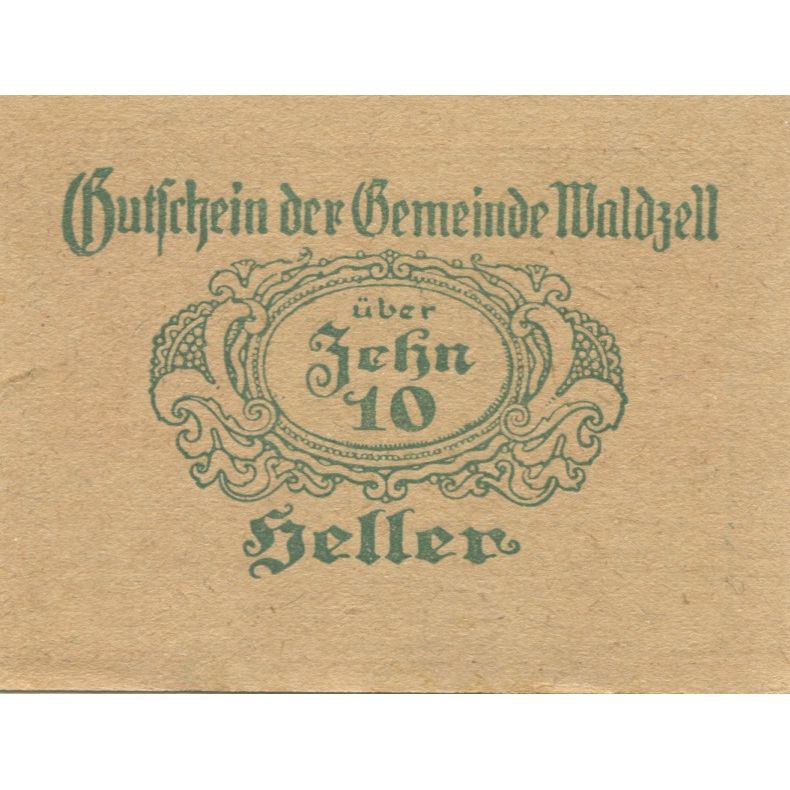 Gutschein der Gemeinde Waldzell
über
Zehn
10
Heller